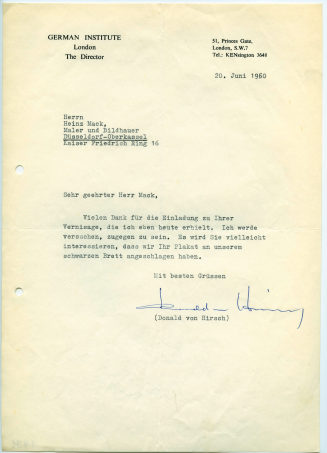 GERMAN INSTITUTE
London
The Director
51, Princes Gate,
London, S.W.7
Tel.: KENsington 3640
20. Juni 1960
Herrn
Heinz Mack,
Maler und Bildhauer
Düsseldorf-Oberkassel
Kaiser Friedrich Ring 16
Sehr geehrter Herr Mack,
Vielen Dank für die Einladung zu Ihrer
Vernissage, die ich eben heute erhielt. Ich werde
versuchen, zugegen zu sein. Es wird Sie vielleicht
interessieren, dass wir Ihr Plakat an unserem
schwarzen Brett angeschlagen haben.
Mit besten Grüssen
(Donald von Hirsch)